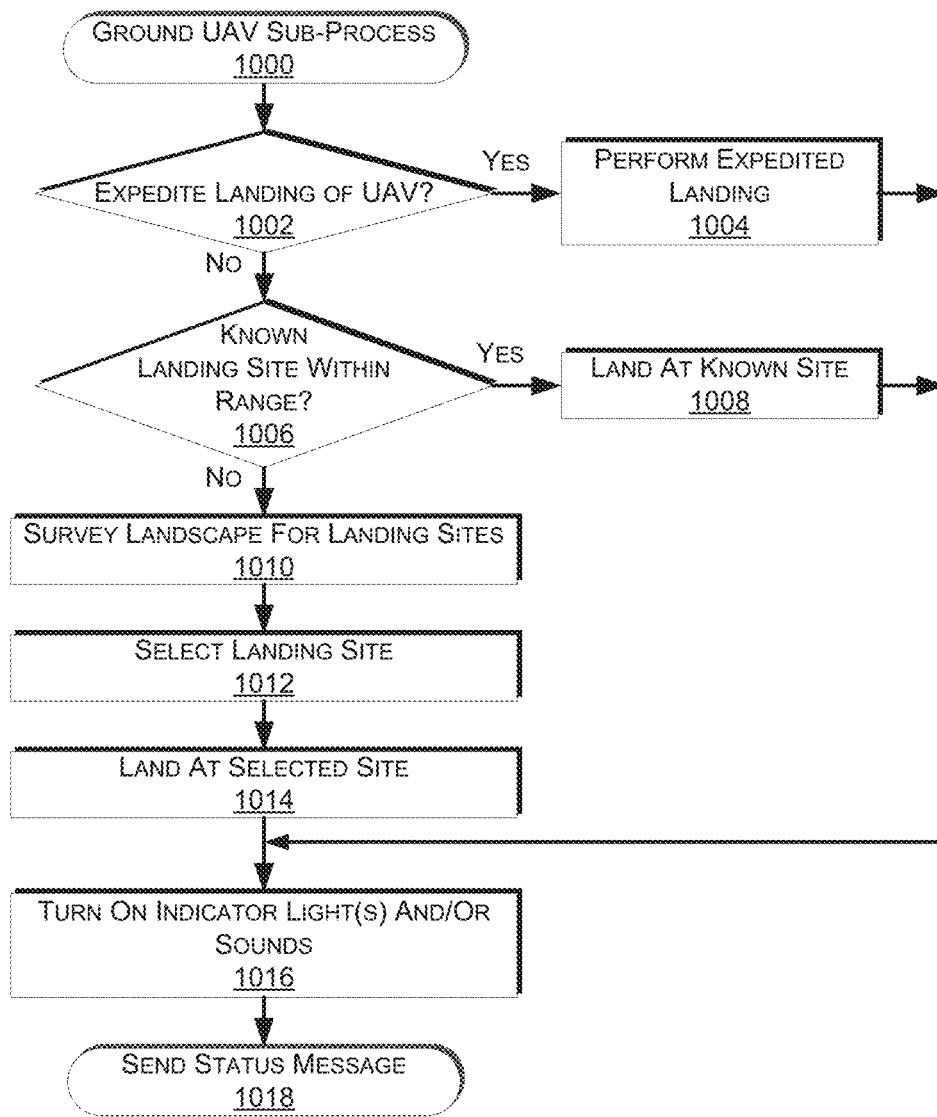 GROUND UAV SUB-PROCESS
1000
EXPEDITE LANDING OF UAV?
1002
YES
PERFORM EXPEDITED
LANDING
1004
NO
KNOWN
LANDING SITE WITHIN
RANGE?
1006
YES
LAND AT KNOWN SITE
1008
NO
SURVEY LANDSCAPE FOR LANDING SITES
1010
SELECT LANDING SITE
1012
LAND AT SELECTED SITE
1014
TURN ON INDICATOR LIGHT(S) AND/OR
SOUNDS
1016
SEND STATUS MESSAGE
1018